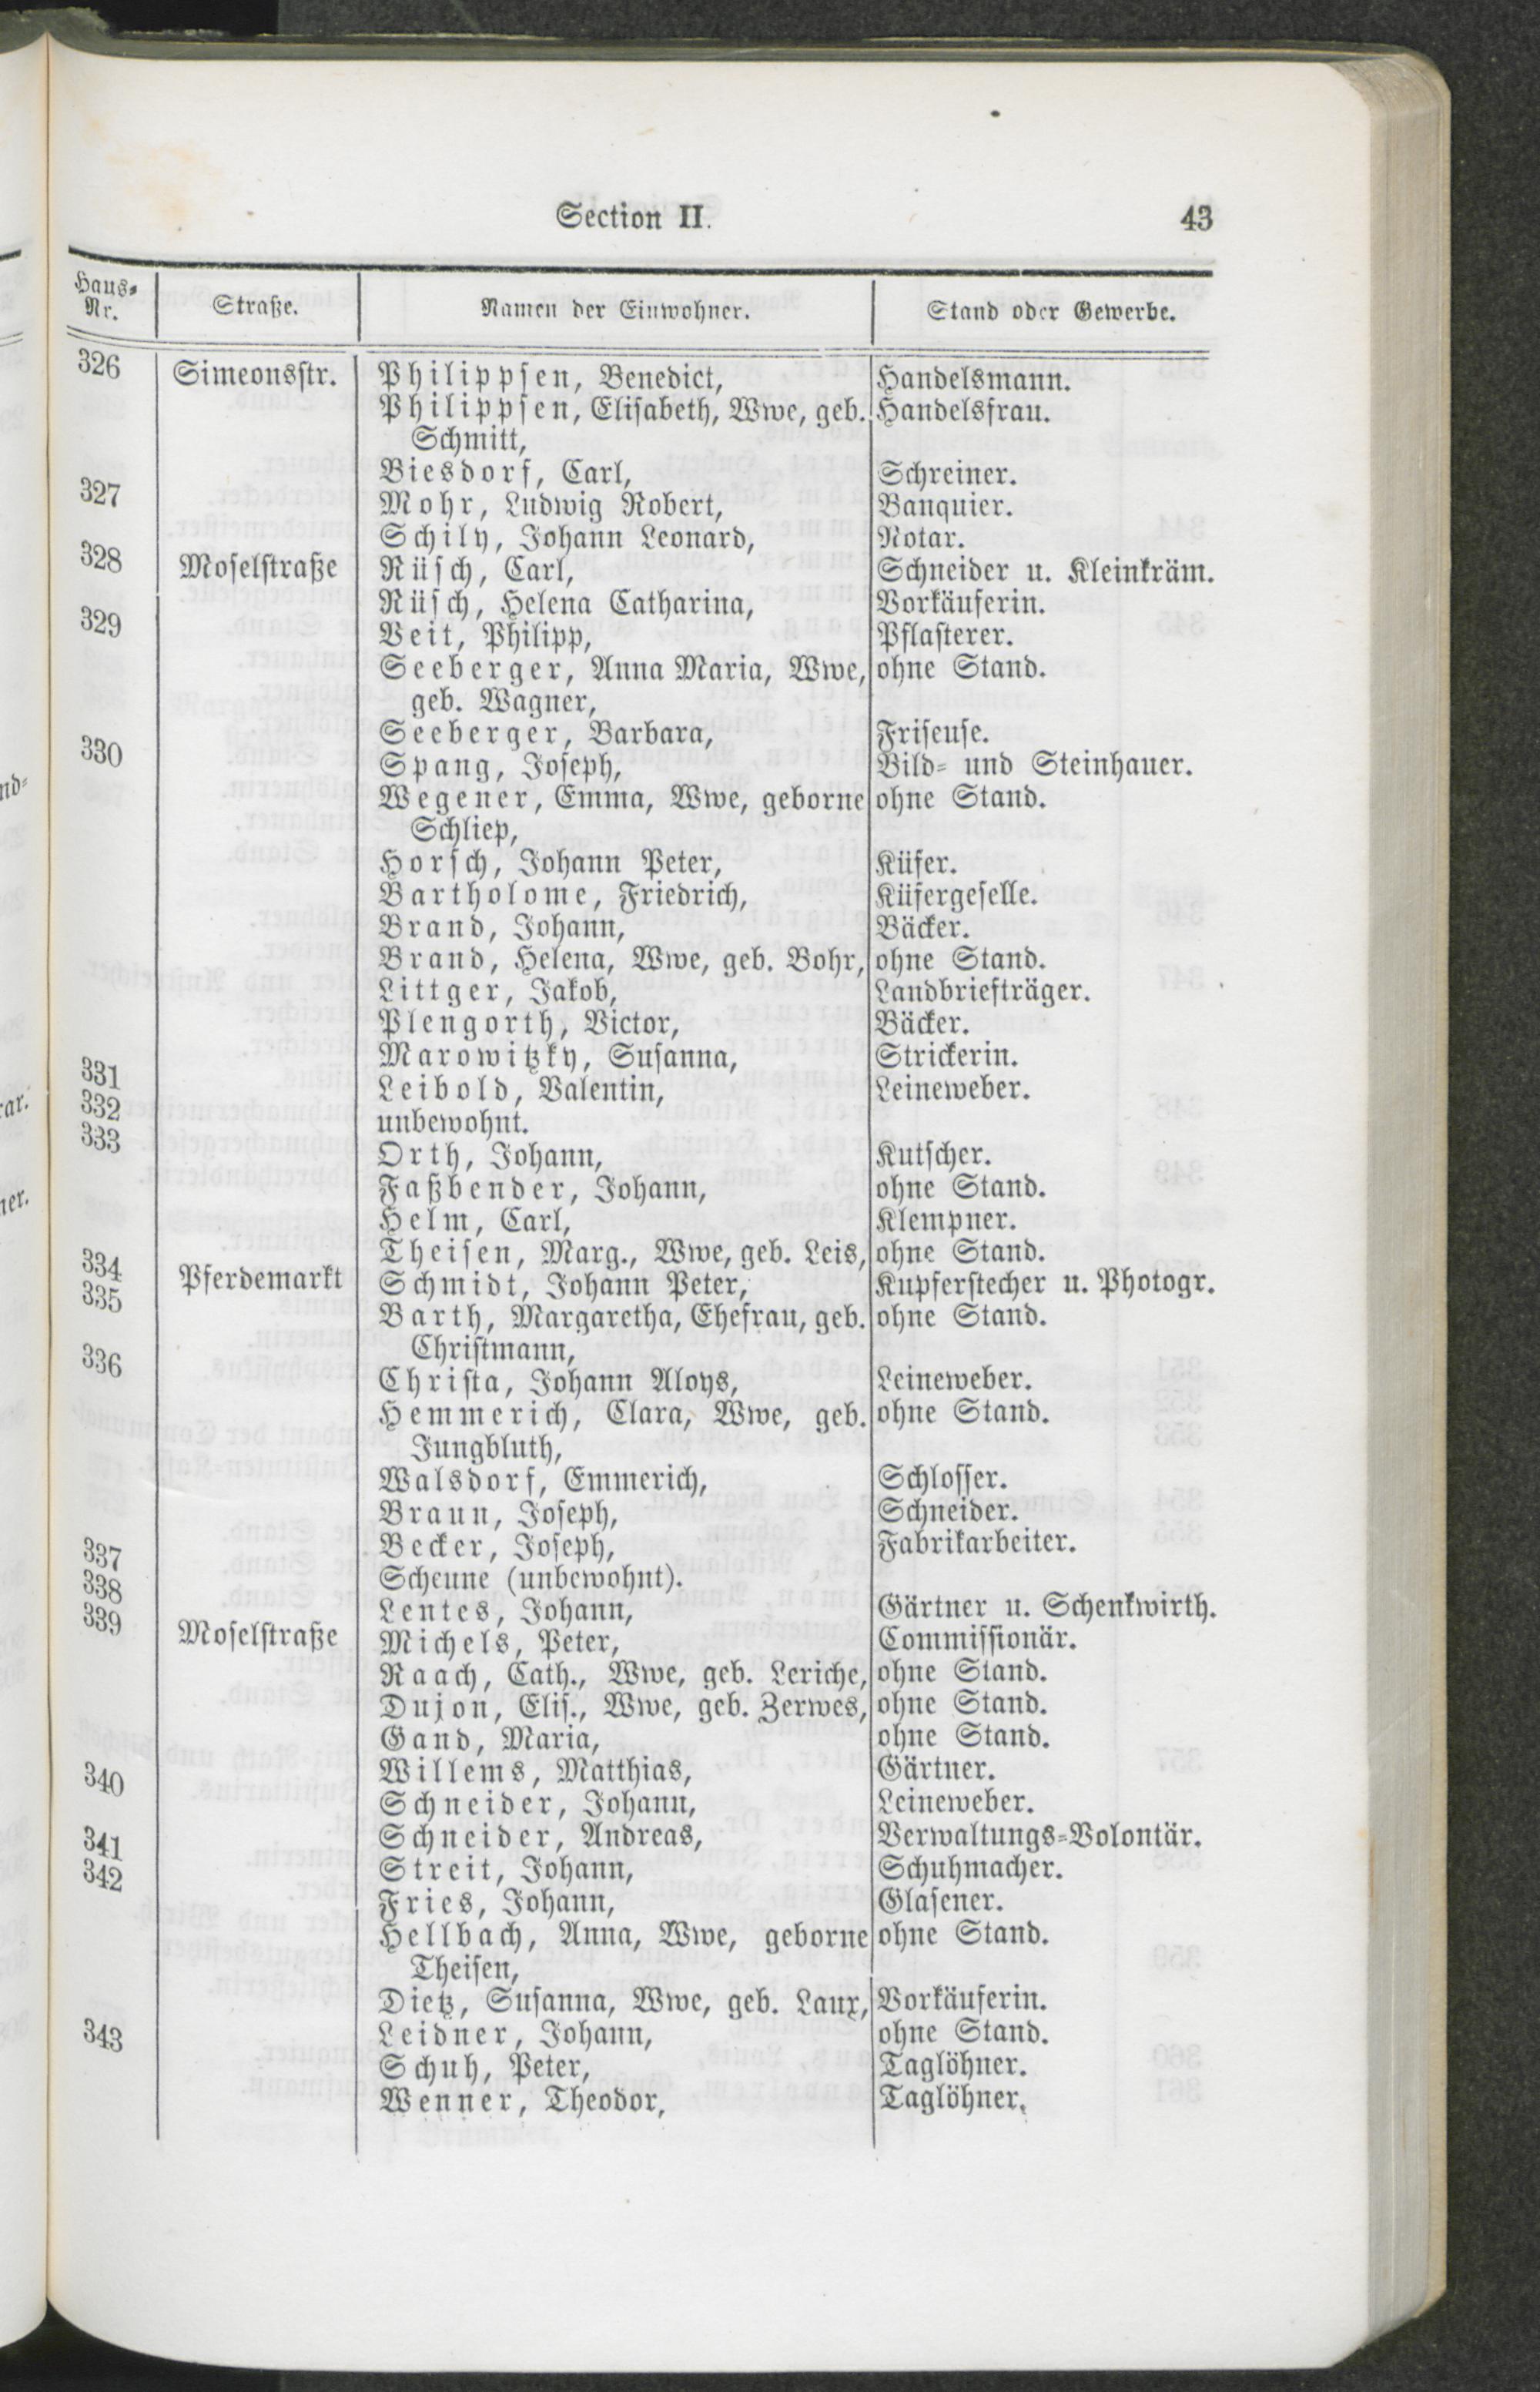 Section II. 43
Haus-
Nr. Straße. Namen der Einwohner. Stand oder Gewerbe.
326 Simeonsstr. Philippsen, Benedict, Handelsmann.
Philippsen, Elisabeth, Wwe, geb. Handelsfrau.
Schmitt,
Biesdorf, Carl, Schreiner.
327 Mohr, Ludwig Robert, Banquier.
Schily, Johann Leonard, Notar.
328 Moselstraße Rüsch, Carl, Schneider u. Kleinkräm.
Rüsch, Helena Catharina, Vorkäuferin.
329 Veit, Philipp, Pflasterer.
Seeberger, Anna Maria, Wwe, ohne Stand.
geb. Wagner,
Seeberger, Barbara, Friseuse.
330 Spang, Joseph, Bild- und Steinhauer.
Wegener, Emma, Wwe, geborne ohne Stand.
Schliep,
Horsch, Johann Peter, Küfer.
Bartholome, Friedrich, Küfergeselle.
Brand, Johann, Bäcker.
Brand, Helena, Wwe, geb. Bohr, ohne Stand.
Littger, Jakob, Landbriefträger.
Plengorth, Victor, Bäcker.
Marowitzky, Susanna, Strickerin.
331 Leibold, Valentin, Leineweber.
332 unbewohnt.
333 Orth, Johann, Kutscher.
Faßbender, Johann, ohne Stand.
Helm, Carl, Klempner.
Theisen, Marg., Wwe, geb. Leis, ohne Stand.
334 Pferdemarkt Schmidt, Johann Peter, Kupferstecher u. Photogr.
335 Barth, Margaretha, Ehefrau, geb. ohne Stand.
Christmann,
336 Christa, Johann Aloys, Leineweber.
Hemmerich, Clara, Wwe, geb. ohne Stand.
Jungbluth,
Walsdorf, Emmerich, Schlosser.
Braun, Joseph, Schneider.
Becker, Joseph, Fabrikarbeiter.
337 Scheune (unbewohnt).
338 Lentes, Johann, Gärtner u. Schenkwirth.
339 Moselstraße Michels, Peter, Commissionär.
Raach, Cath., Wwe, geb. Leriche, ohne Stand.
Dujon, Elis., Wwe, geb. Zerwes, ohne Stand.
Gand, Maria, ohne Stand.
Willems, Matthias, Gärtner.
340 Schneider, Johann, Leineweber.
Schneider, Andreas, Verwaltungs-Volontär.
341 Streit, Johann, Schuhmacher.
342 Fries, Johann, Glasener.
Hellbach, Anna, Wwe, geborne ohne Stand.
Theisen,
Dietz, Susanna, Wwe, geb. Laux, Vorkäuferin.
343 Leidner, Johann, ohne Stand.
Schuh, Peter, Taglöhner.
Wenner, Theodor, Taglöhner.